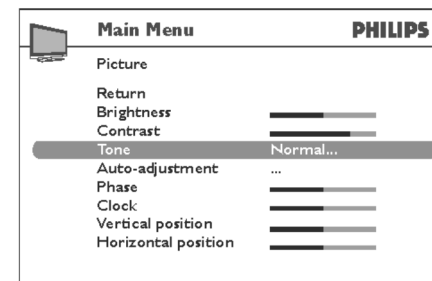 Main Menu PHILIPS
Picture
Return
Brightness
Contrast
Tone Normal...
Auto-adjustment ...
Phase
Clock
Vertical position
Horizontal position